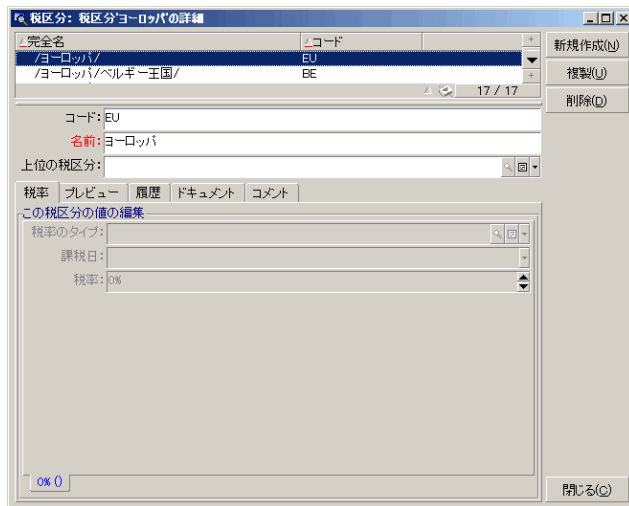 税区分: 税区分'ヨーロッパ'の詳細
完全名 コード
/ヨーロッパ/ EU
/ヨーロッパ/ベルギー王国/ BE
17 / 17
新規作成(N)
複製(U)
削除(D)
コード: EU
名前: ヨーロッパ
上位の税区分:
税率 プレビュー 履歴 ドキュメント コメント
この税区分の値の編集
税率のタイプ:
課税日:
税率: 0%
0% ()
閉じる(C)